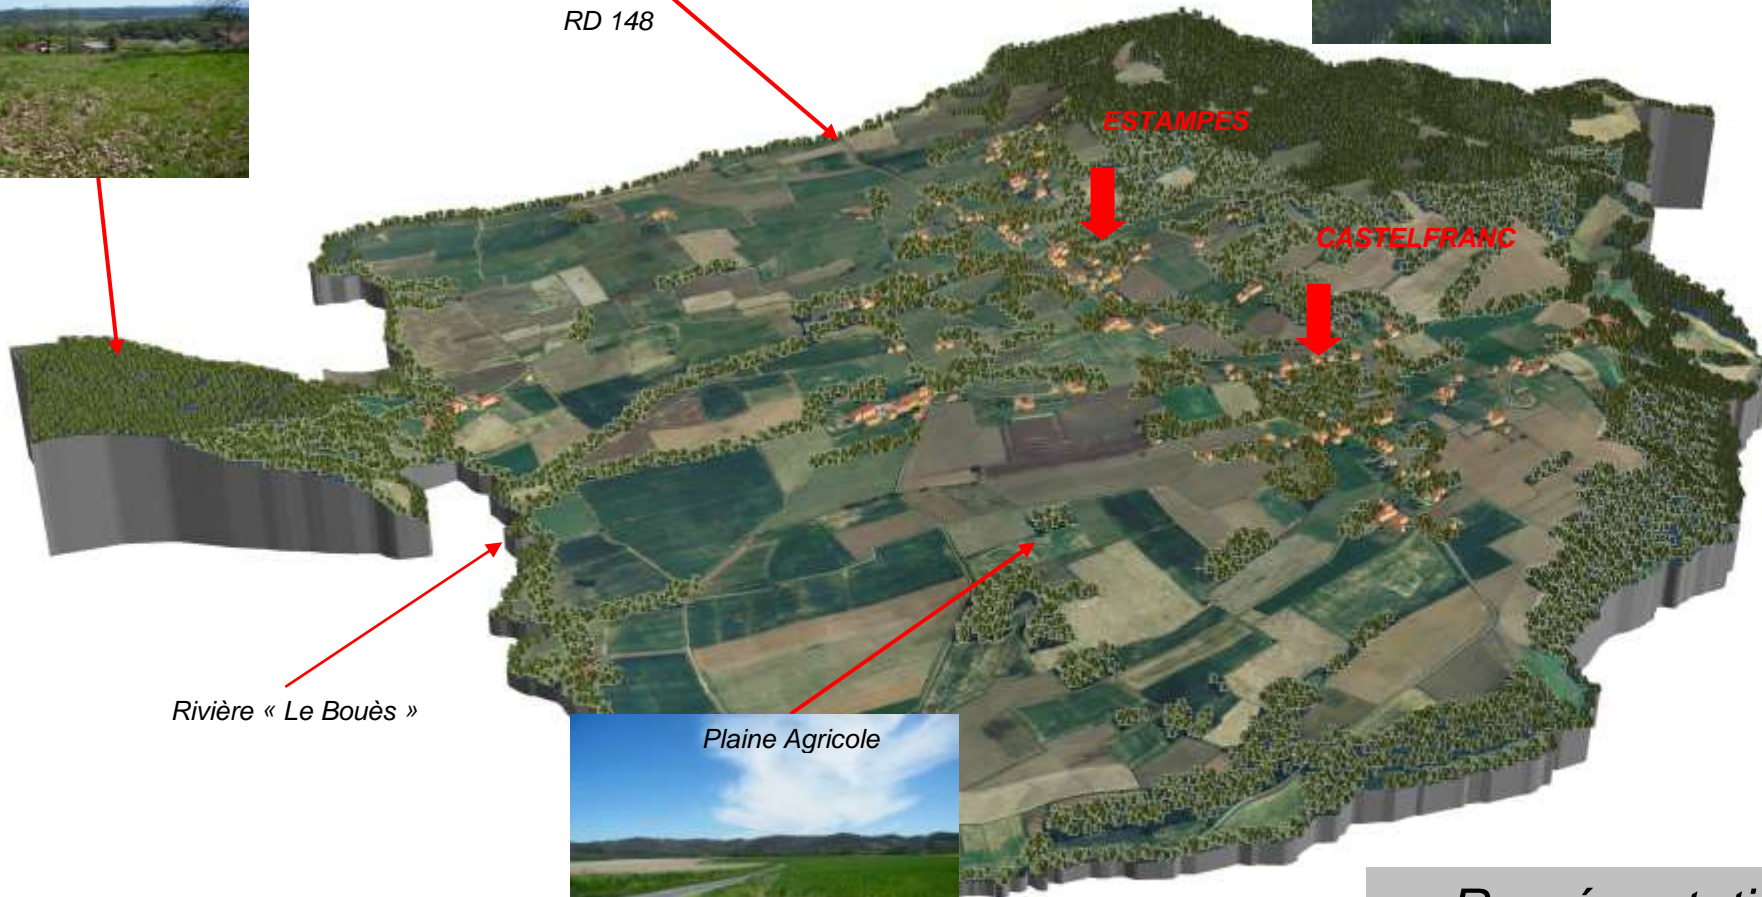 RD 148
ESTAMPES
CASTELFRANC
Rivière « Le Bouès »
Plaine Agricole